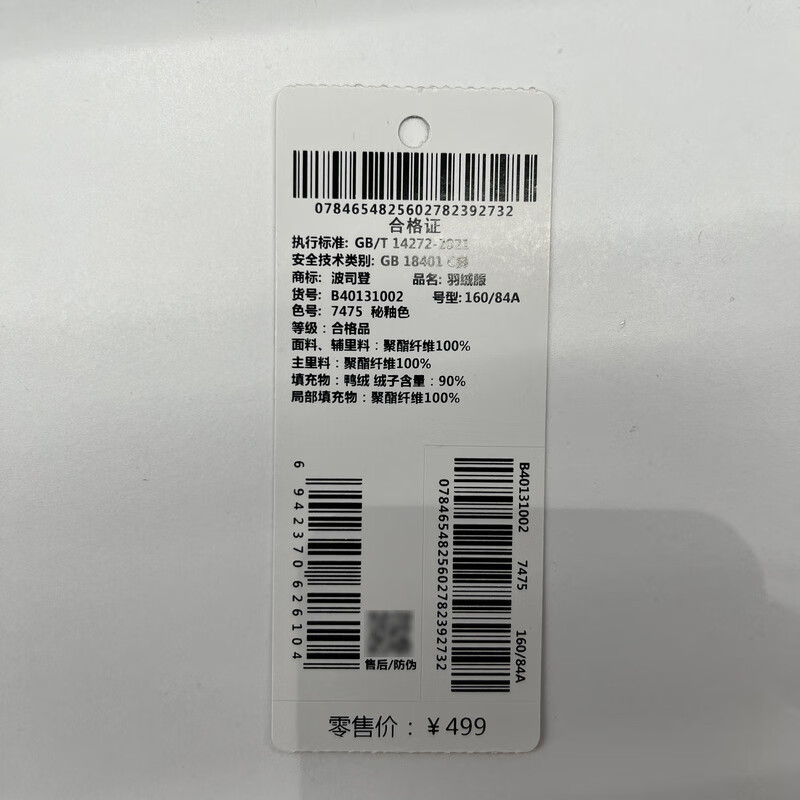 0784654825602782392732
合格证
执行标准: GB/T 14272-2021
安全技术类别: GB 18401 C类
商标: 波司登 品名: 羽绒服
货号: B40131002 号型: 160/84A
色号: 7475 秘釉色
等级：合格品
面料、辅里料：聚酯纤维100%
主里料：聚酯纤维100%
填充物：鸭绒 绒子含量：90%
局部填充物：聚酯纤维100%
6 942370 626104
售后/防伪
0784654825602782392732
B40131002 7475 160/84A
零售价：￥499